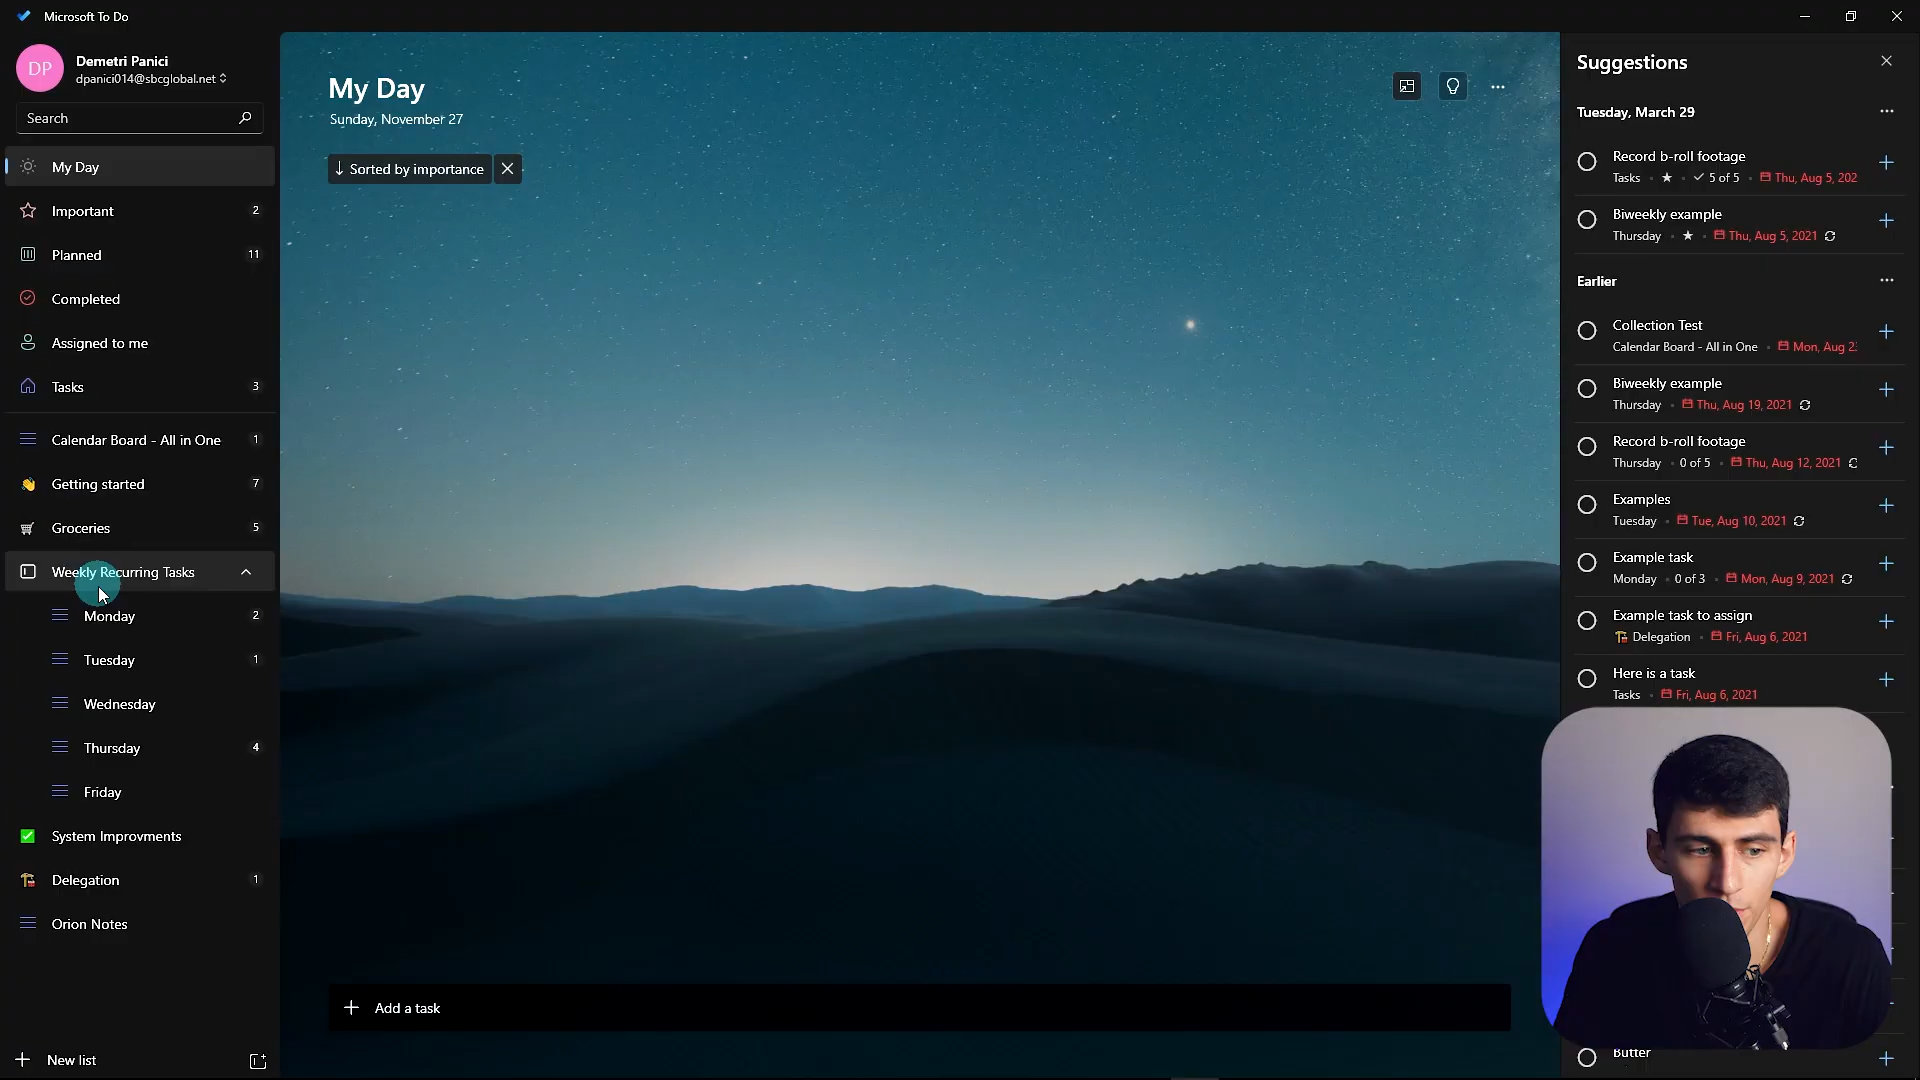 Microsoft To Do
DP
Demetri Panici
dpanici014@sbcglobal.net
Search
My Day
Important 2
Planned 11
Completed
Assigned to me
Tasks 3
Calendar Board - All in One 1
Getting started 7
Groceries 5
Weekly Recurring Tasks
Monday 2
Tuesday 1
Wednesday
Thursday 4
Friday
System Improvments
Delegation 1
Orion Notes
New list
My Day
Sunday, November 27
Sorted by importance
Add a task
Suggestions
Tuesday, March 29
Record b-roll footage
Tasks 5 of 5 Thu, Aug 5, 202
Biweekly example
Thursday Thu, Aug 5, 2021
Earlier
Collection Test
Calendar Board - All in One Mon, Aug 2
Biweekly example
Thursday Thu, Aug 19, 2021
Record b-roll footage
Thursday 0 of 5 Thu, Aug 12, 2021
Examples
Tuesday Tue, Aug 10, 2021
Example task
Monday 0 of 3 Mon, Aug 9, 2021
Example task to assign
Delegation Fri, Aug 6, 2021
Here is a task
Tasks Fri, Aug 6, 2021
Butter